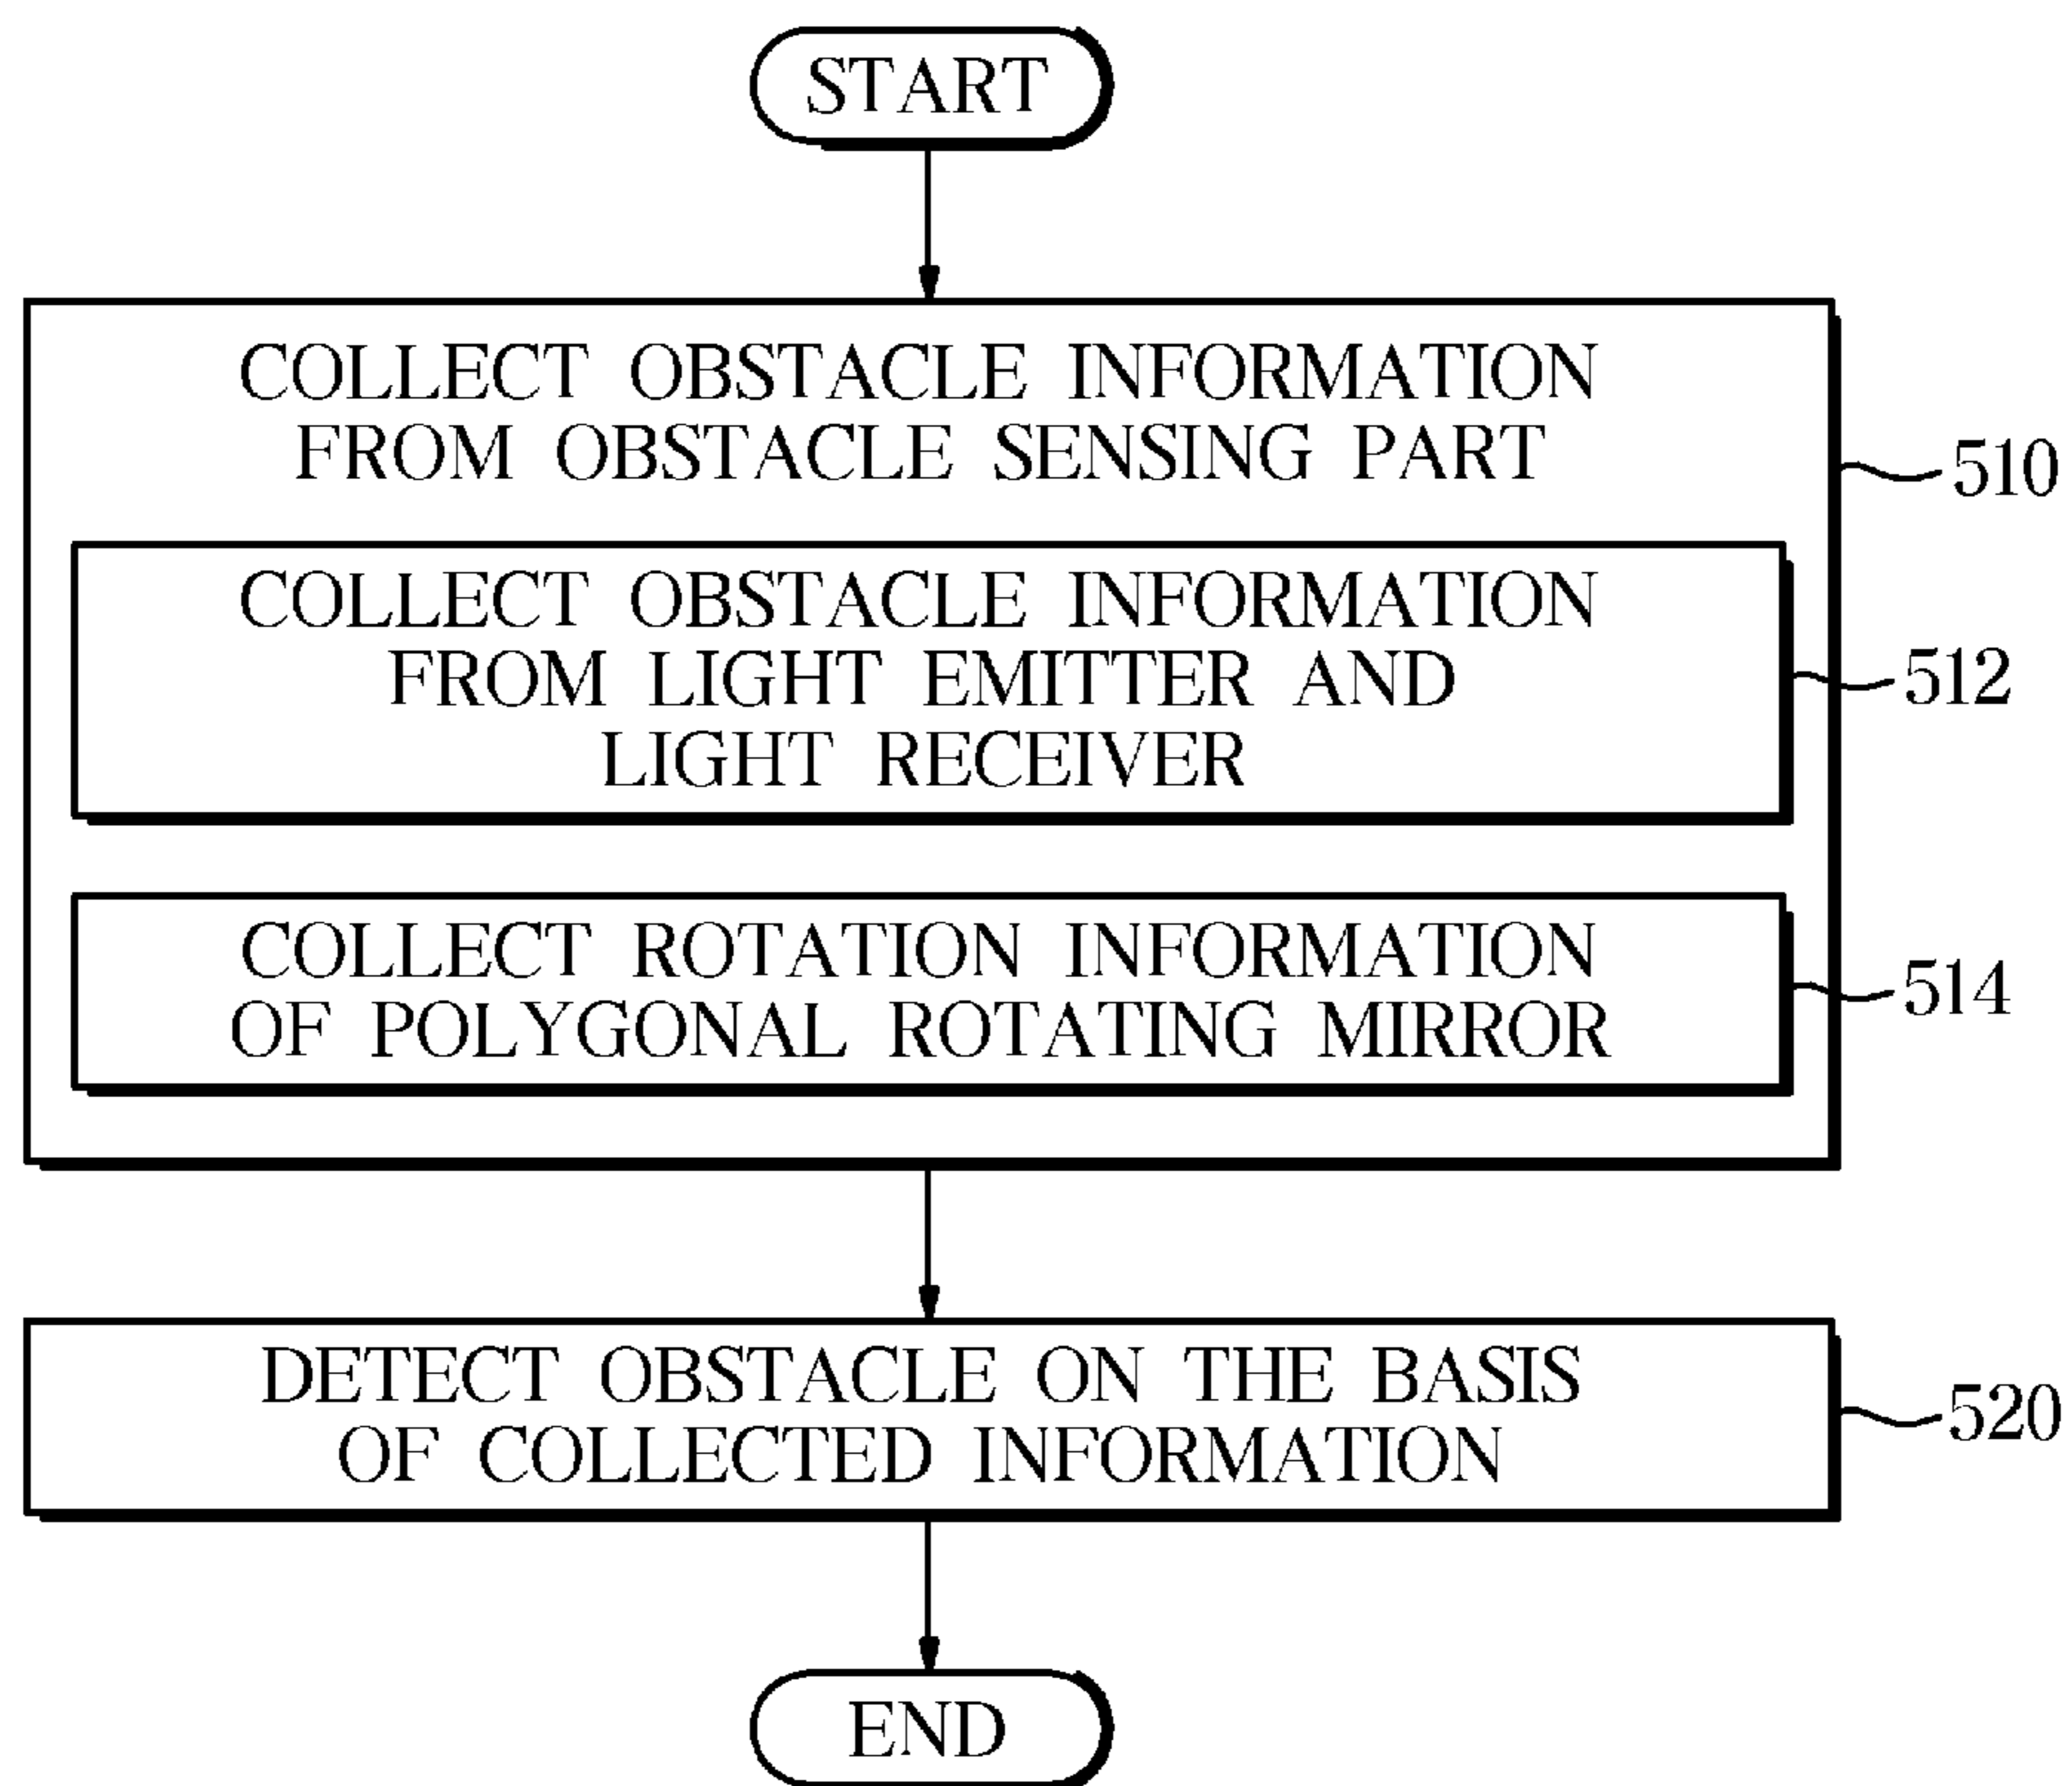 START
COLLECT OBSTACLE INFORMATION
FROM OBSTACLE SENSING PART
510
COLLECT OBSTACLE INFORMATION
FROM LIGHT EMITTER AND
LIGHT RECEIVER
512
COLLECT ROTATION INFORMATION
OF POLYGONAL ROTATING MIRROR
514
DETECT OBSTACLE ON THE BASIS
OF COLLECTED INFORMATION
520
END